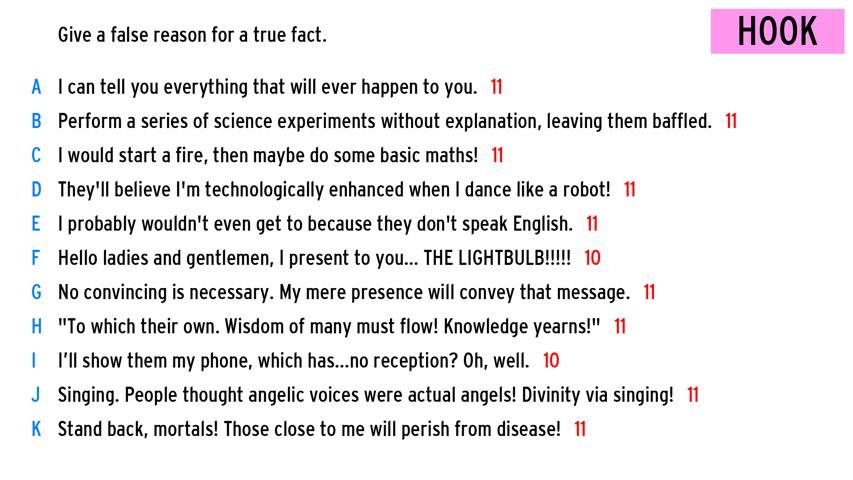 Give a false reason for a true fact.
HOOK
A I can tell you everything that will ever happen to you. 11
B Perform a series of science experiments without explanation, leaving them baffled. 11
C I would start a fire, then maybe do some basic maths! 11
D They'll believe I'm technologically enhanced when I dance like a robot! 11
E I probably wouldn't even get to because they don't speak English. 11
F Hello ladies and gentlemen, I present to you... THE LIGHTBULB!!!!! 10
G No convincing is necessary. My mere presence will convey that message. 11
H "To which their own. Wisdom of many must flow! Knowledge yearns!" 11
I I’ll show them my phone, which has...no reception? Oh, well. 10
J Singing. People thought angelic voices were actual angels! Divinity via singing! 11
K Stand back, mortals! Those close to me will perish from disease! 11